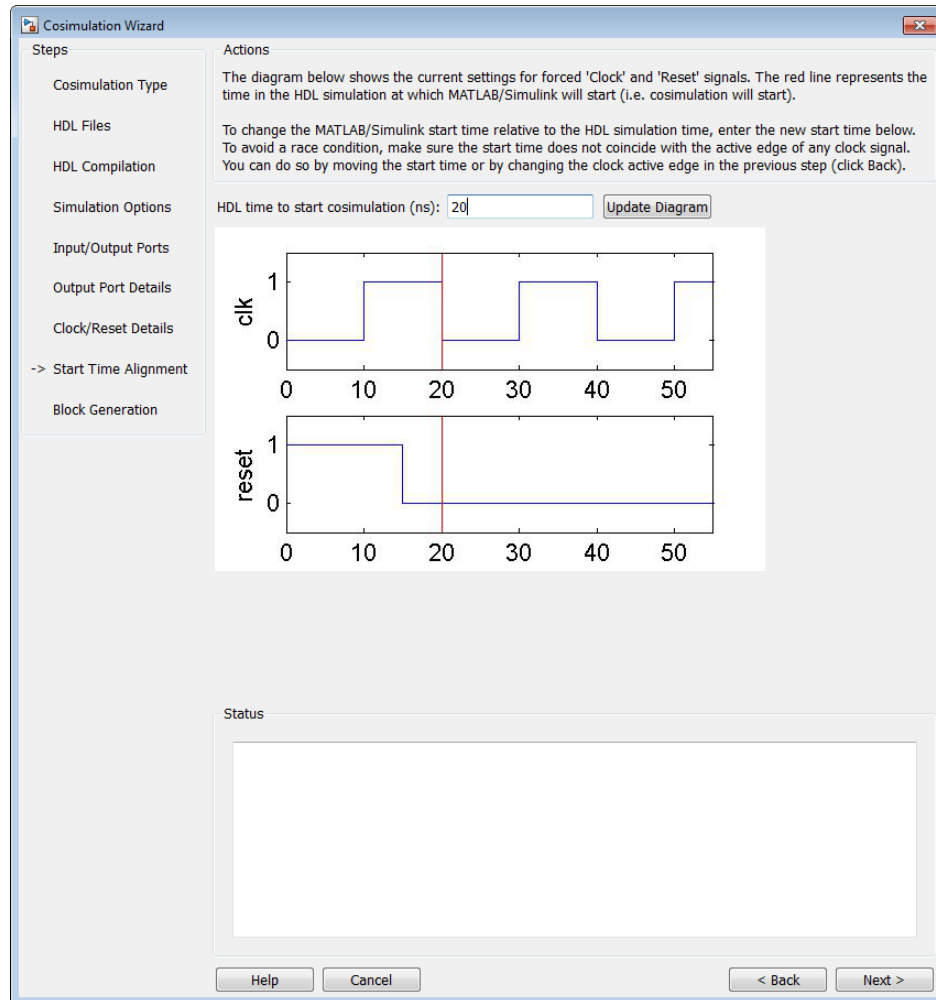 Cosimulation Wizard
Steps
Cosimulation Type
HDL Files
HDL Compilation
Simulation Options
Input/Output Ports
Output Port Details
Clock/Reset Details
-> Start Time Alignment
Block Generation
Actions
The diagram below shows the current settings for forced 'Clock' and 'Reset' signals. The red line represents the
time in the HDL simulation at which MATLAB/Simulink will start (i.e. cosimulation will start).
To change the MATLAB/Simulink start time relative to the HDL simulation time, enter the new start time below.
To avoid a race condition, make sure the start time does not coincide with the active edge of any clock signal.
You can do so by moving the start time or by changing the clock active edge in the previous step (click Back).
HDL time to start cosimulation (ns): 20 Update Diagram
1
clk
0
0 10 20 30 40 50
1
reset
0
0 10 20 30 40 50
Status
Help Cancel < Back Next >